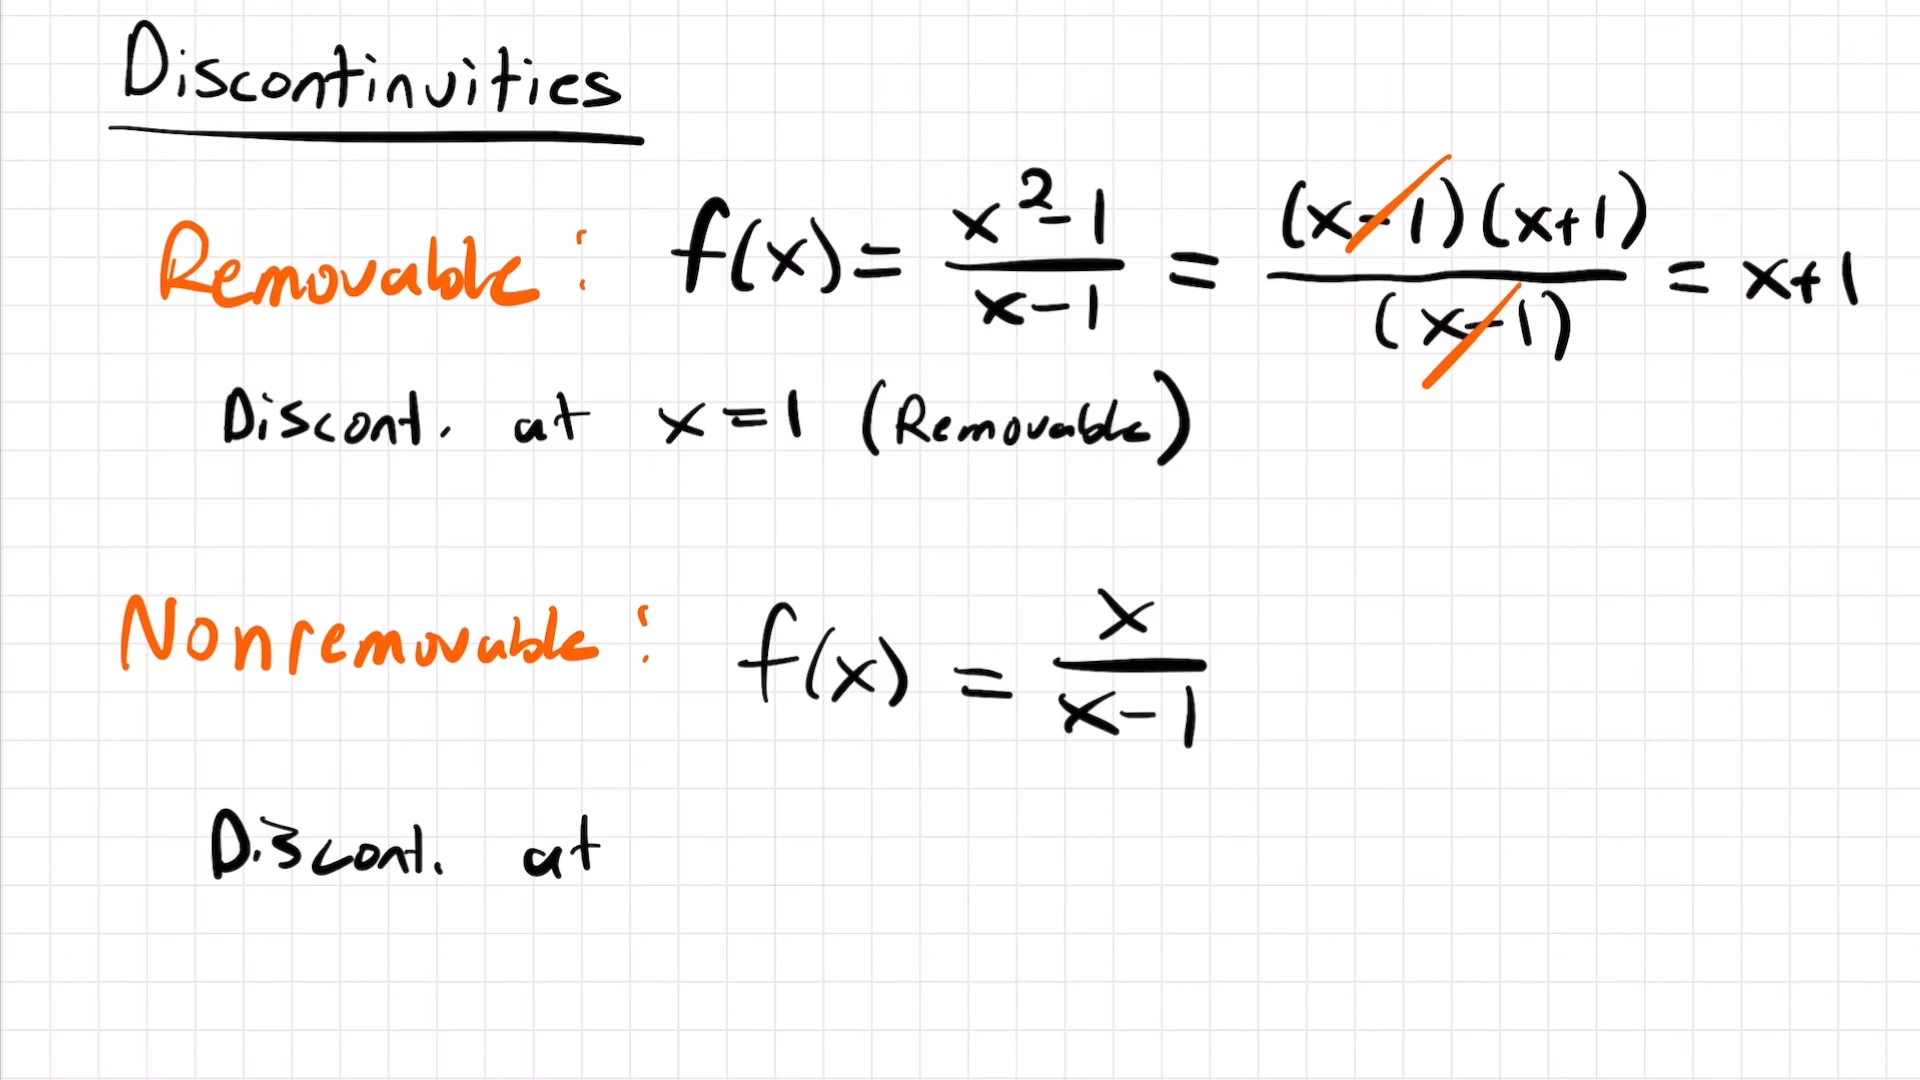 Discontinuities
Removable: f(x) = x²-1 / x-1 = (x-1)(x+1) / (x-1) = x+1
Discont. at x=1 (Removable)
Nonremovable: f(x) = x / x-1
Discont. at